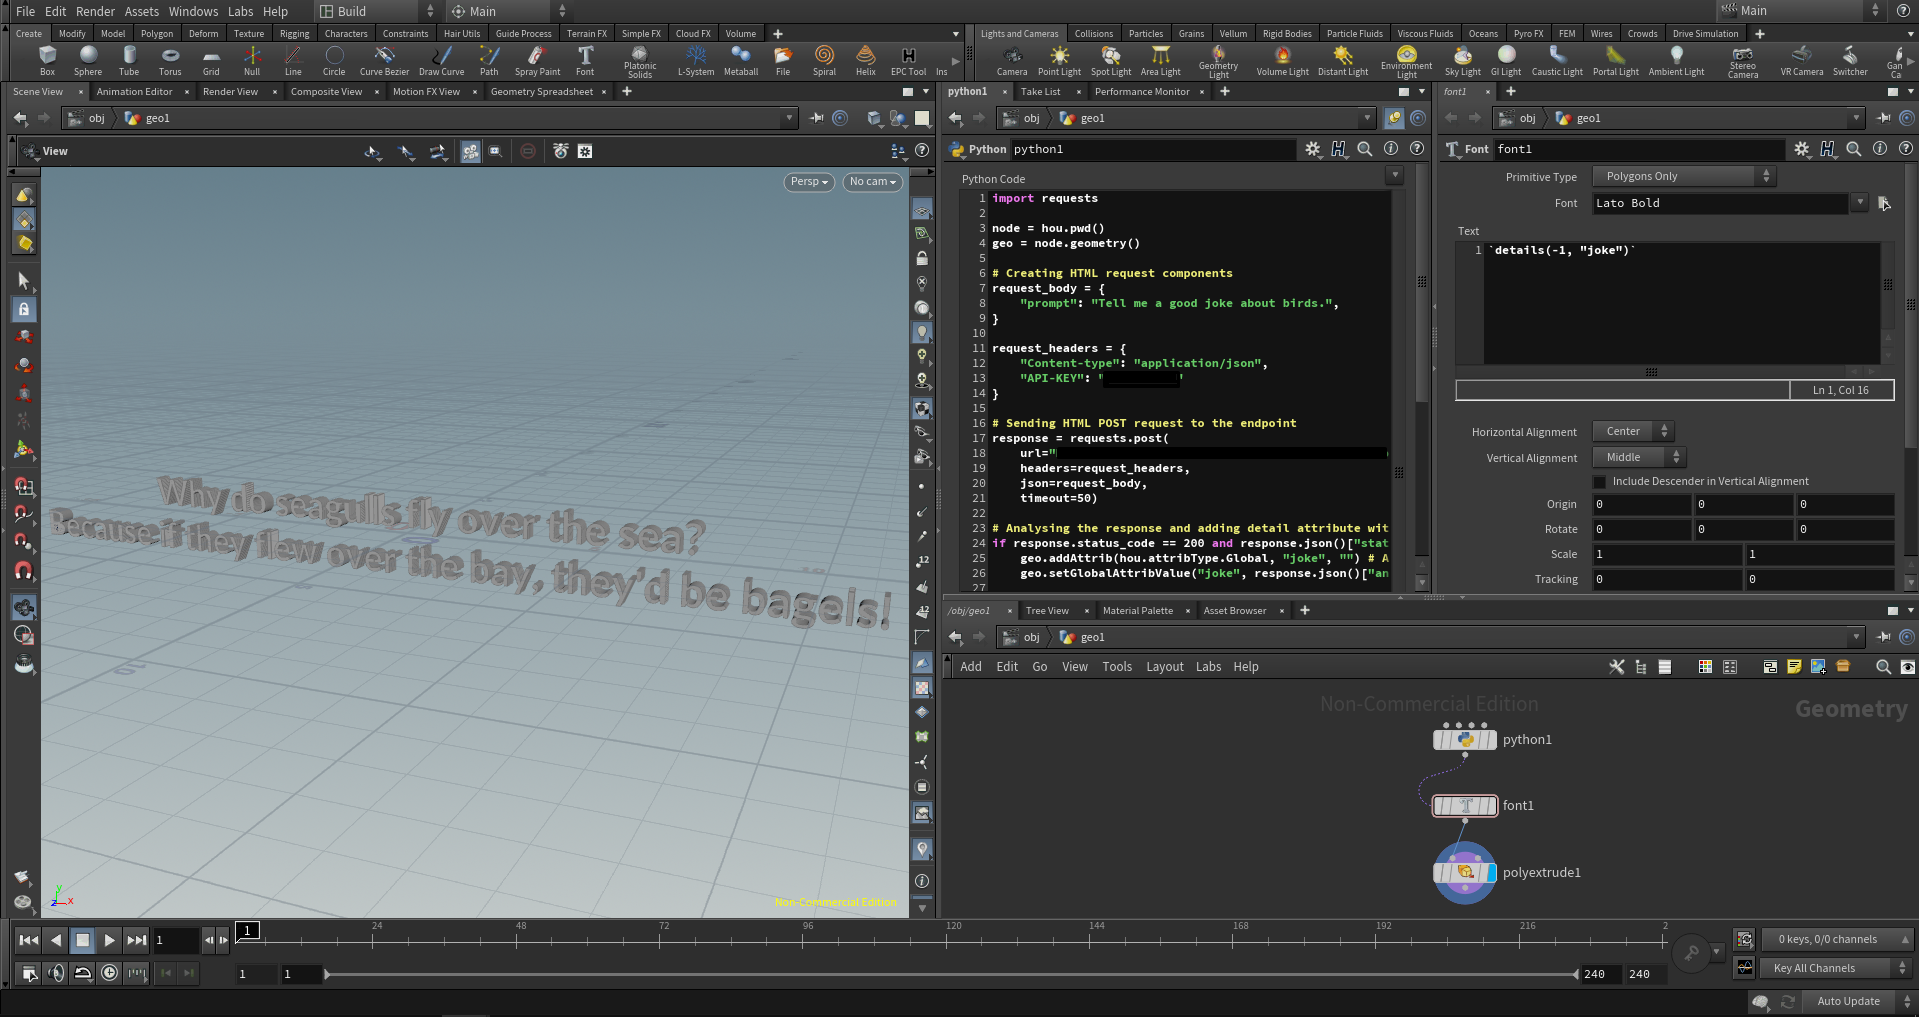 File Edit Render Assets Windows Labs Help Build Main Main
Create Modify Model Polygon Deform Texture Rigging Characters Constraints Hair Utils Guide Process Terrain FX Simple FX Cloud FX Volume
Lights and Cameras Collisions Particles Grains Vellum Rigid Bodies Particle Fluids Viscous Fluids Oceans Pyro FX FEM Wires Crowds Drive Simulation
Box Sphere Tube Torus Grid Null Line Circle Curve Bezier Draw Curve Path Spray Paint Font Platonic Solids L-System Metaball File Spiral Helix EPC Tool Ins
Camera Point Light Spot Light Area Light Geometry Light Volume Light Distant Light Environment Light Sky Light GI Light Caustic Light Portal Light Ambient Light Stereo Camera VR Camera Switcher Gan Ca
Scene View Animation Editor Render View Composite View Motion FX View Geometry Spreadsheet
python1 Take List Performance Monitor
font1
obj geo1
obj geo1
obj geo1
View
Persp No cam
Python python1
Python Code
1 import requests
2
3 node = hou.pwd()
4 geo = node.geometry()
5
6 # Creating HTML request components
7 request_body = {
8 "prompt": "Tell me a good joke about birds.",
9 }
10
11 request_headers = {
12 "Content-type": "application/json",
13 "API-KEY": "
14 }
15
16 # Sending HTML POST request to the endpoint
17 response = requests.post(
18 url="
19 headers=request_headers,
20 json=request_body,
21 timeout=50)
22
23 # Analysing the response and adding detail attribute wit
24 if response.status_code == 200 and response.json()["stat
25 geo.addAttrib(hou.attribType.Global, "joke", "") # A
26 geo.setGlobalAttribValue("joke", response.json()["an
27
Font font1
Primitive Type Polygons Only
Font Lato Bold
Text
1 `details(-1, "joke")`
Ln 1, Col 16
Horizontal Alignment Center
Vertical Alignment Middle
Include Descender in Vertical Alignment
Origin 0 0 0
Rotate 0 0 0
Scale 1 1
Tracking 0 0
Why do seagulls fly over the sea?
Because if they flew over the bay, they'd be bagels!
y
z x
Non-Commercial Edition
/obj/geo1 Tree View Material Palette Asset Browser
obj geo1
Add Edit Go View Tools Layout Labs Help
Non-Commercial Edition
Geometry
python1
font1
polyextrude1
1 1 24 48 72 96 120 144 168 192 216 2
1 1 240 240
0 keys, 0/0 channels
Key All Channels
Auto Update